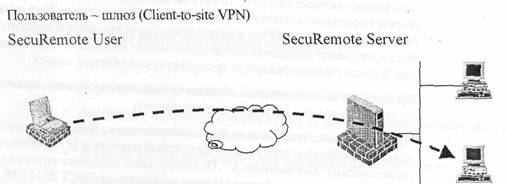 Пользователь – шлюз (Client-to-site VPN)
SecuRemote User SecuRemote Server